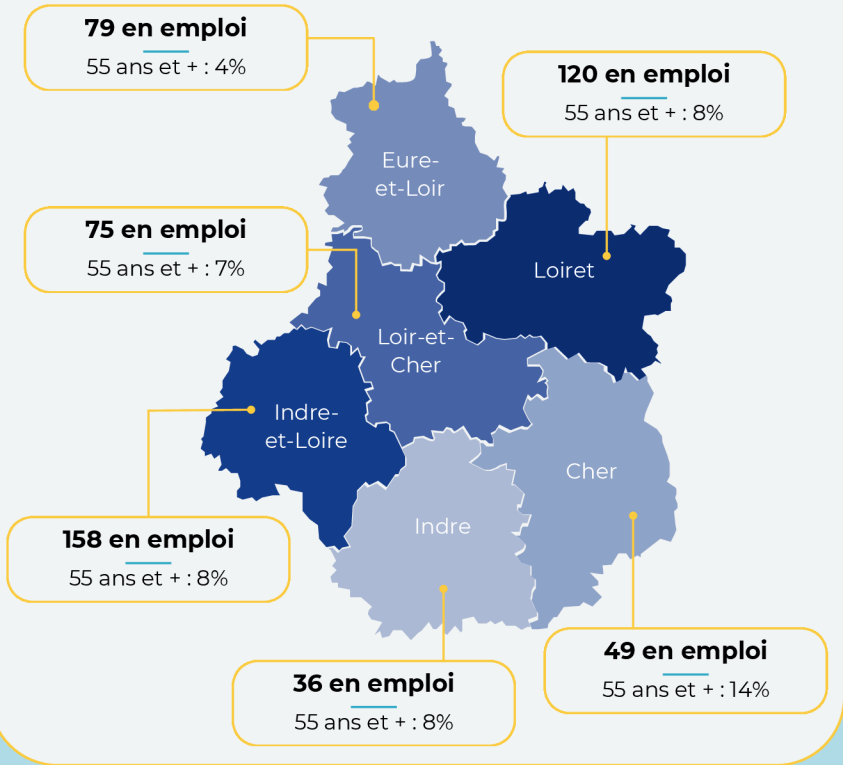 79 en emploi
55 ans et + : 4%
120 en emploi
55 ans et + : 8%
Eure-
et-Loir
75 en emploi
55 ans et + : 7%
Loiret
Loir-et-
Cher
Indre-
et-Loire
Cher
Indre
158 en emploi
55 ans et + : 8%
49 en emploi
55 ans et + : 14%
36 en emploi
55 ans et + : 8%